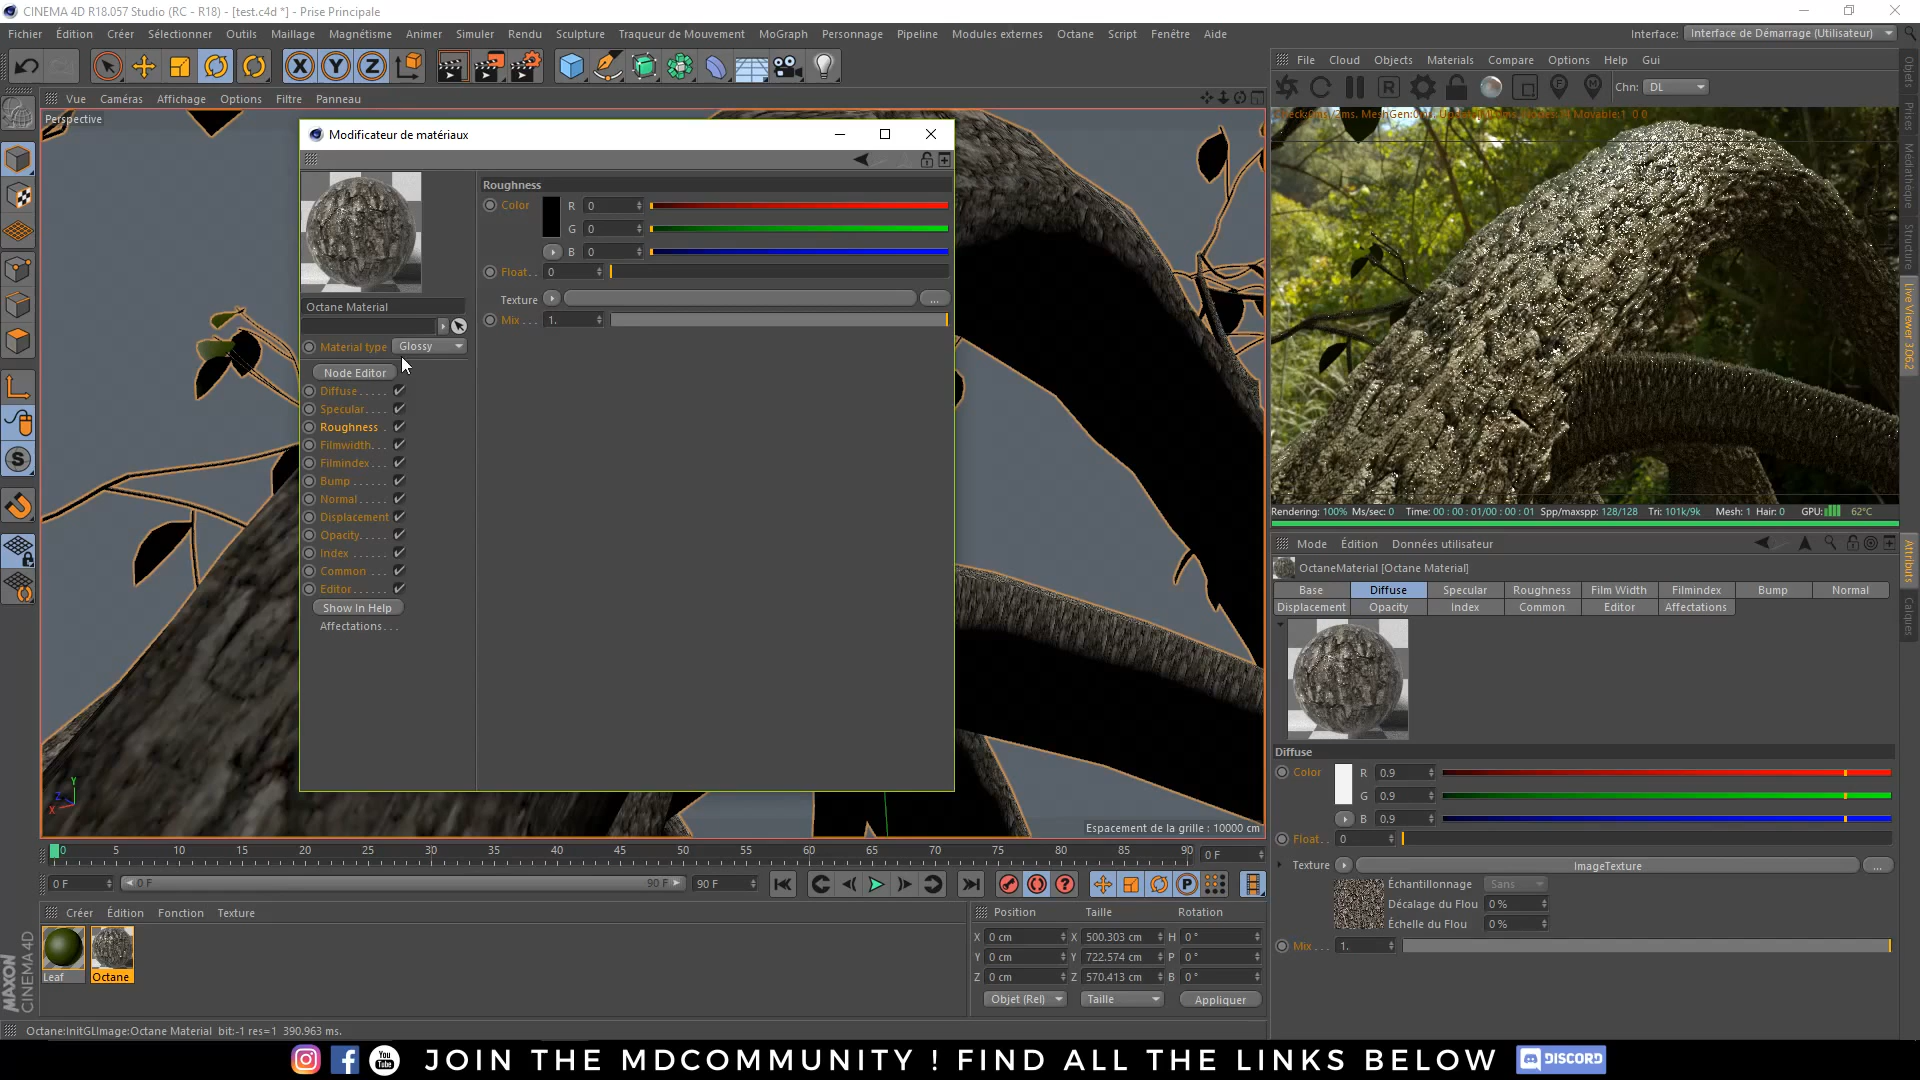 CINEMA 4D R18.057 Studio (RC - R18) - [test.c4d *] - Prise Principale
Fichier Édition Créer Sélectionner Outils Maillage Magnétisme Animer Simuler Rendu Sculpture Traqueur de Mouvement MoGraph Personnage Pipeline Modules externes Octane Script Fenêtre Aide
Interface: Interface de Démarrage (Utilisateur)
X Y Z
File Cloud Objects Materials Compare Options Help Gui
R Chn: DL
Vue Caméras Affichage Options Filtre Panneau
Perspective
Modificateur de matériaux
Roughness
Color R 0
G 0
B 0
Float.. 0
Texture ...
Mix ... 1.
Octane Material
Material type Glossy
Node Editor
Diffuse.....
Specular....
Roughness .
Filmwidth...
Filmindex...
Bump ......
Normal.....
Displacement
Opacity.....
Index ......
Common ...
Editor......
Show In Help
Affectations...
Espacement de la grille : 10000 cm
Rendering: 100% Ms/sec: 0 Time: 00 : 00 : 01/00 : 00 : 01 Spp/maxspp: 128/128 Tri: 101k/9k Mesh: 1 Hair: 0 GPU: 62°C
Mode Édition Données utilisateur
OctaneMaterial [Octane Material]
Base Diffuse Specular Roughness Film Width Filmindex Bump Normal
Displacement Opacity Index Common Editor Affectations
Diffuse
Color R 0.9
G 0.9
B 0.9
Float.. 0
Texture ImageTexture ...
Échantillonnage Sans
Décalage du Flou 0 %
Échelle du Flou 0 %
Mix ... 1.
Objets
Prises
Médiathèque
Structure
Live Viewer 3.06.2
Attributs
Calques
0 5 10 15 20 25 30 35 40 45 50 55 60 65 70 75 80 85 90 0 F
0 F 0 F 90 F 90 F
Créer Édition Fonction Texture
Leaf Octane
Position Taille Rotation
X 0 cm X 500.303 cm H 0 °
Y 0 cm Y 722.574 cm P 0 °
Z 0 cm Z 570.413 cm B 0 °
Objet (Rel) Taille Appliquer
MAXON
CINEMA 4D
Octane:InitGLImage:Octane Material bit:-1 res=1 390.963 ms.
You Tube JOIN THE MDCOMMUNITY ! FIND ALL THE LINKS BELOW DISCORD